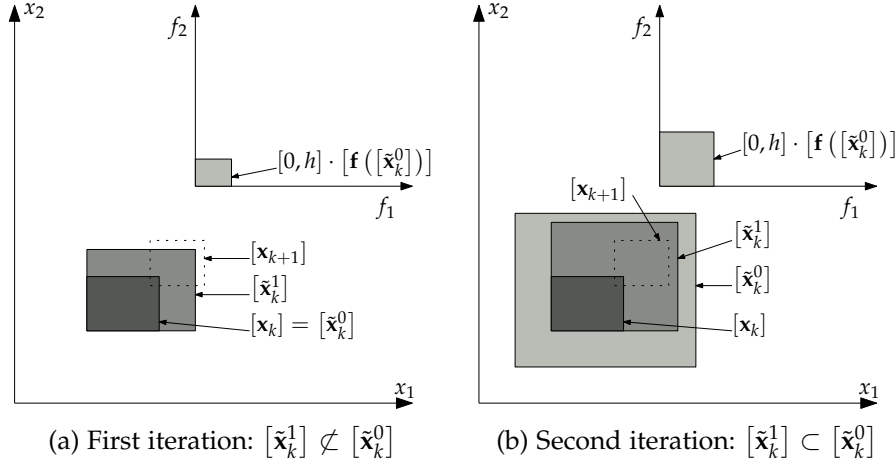 x₂
f₂
[0, h] · [𝐟 ([𝐱̃ₖ⁰])]
f₁
[𝐱ₖ₊₁]
[𝐱̃ₖ¹]
[𝐱ₖ] = [𝐱̃ₖ⁰]
x₁
(a) First iteration: [𝐱̃ₖ¹] ⊄ [𝐱̃ₖ⁰]
x₂
f₂
[0, h] · [𝐟 ([𝐱̃ₖ⁰])]
[𝐱ₖ₊₁]
f₁
[𝐱̃ₖ¹]
[𝐱̃ₖ⁰]
[𝐱ₖ]
x₁
(b) Second iteration: [𝐱̃ₖ¹] ⊂ [𝐱̃ₖ⁰]